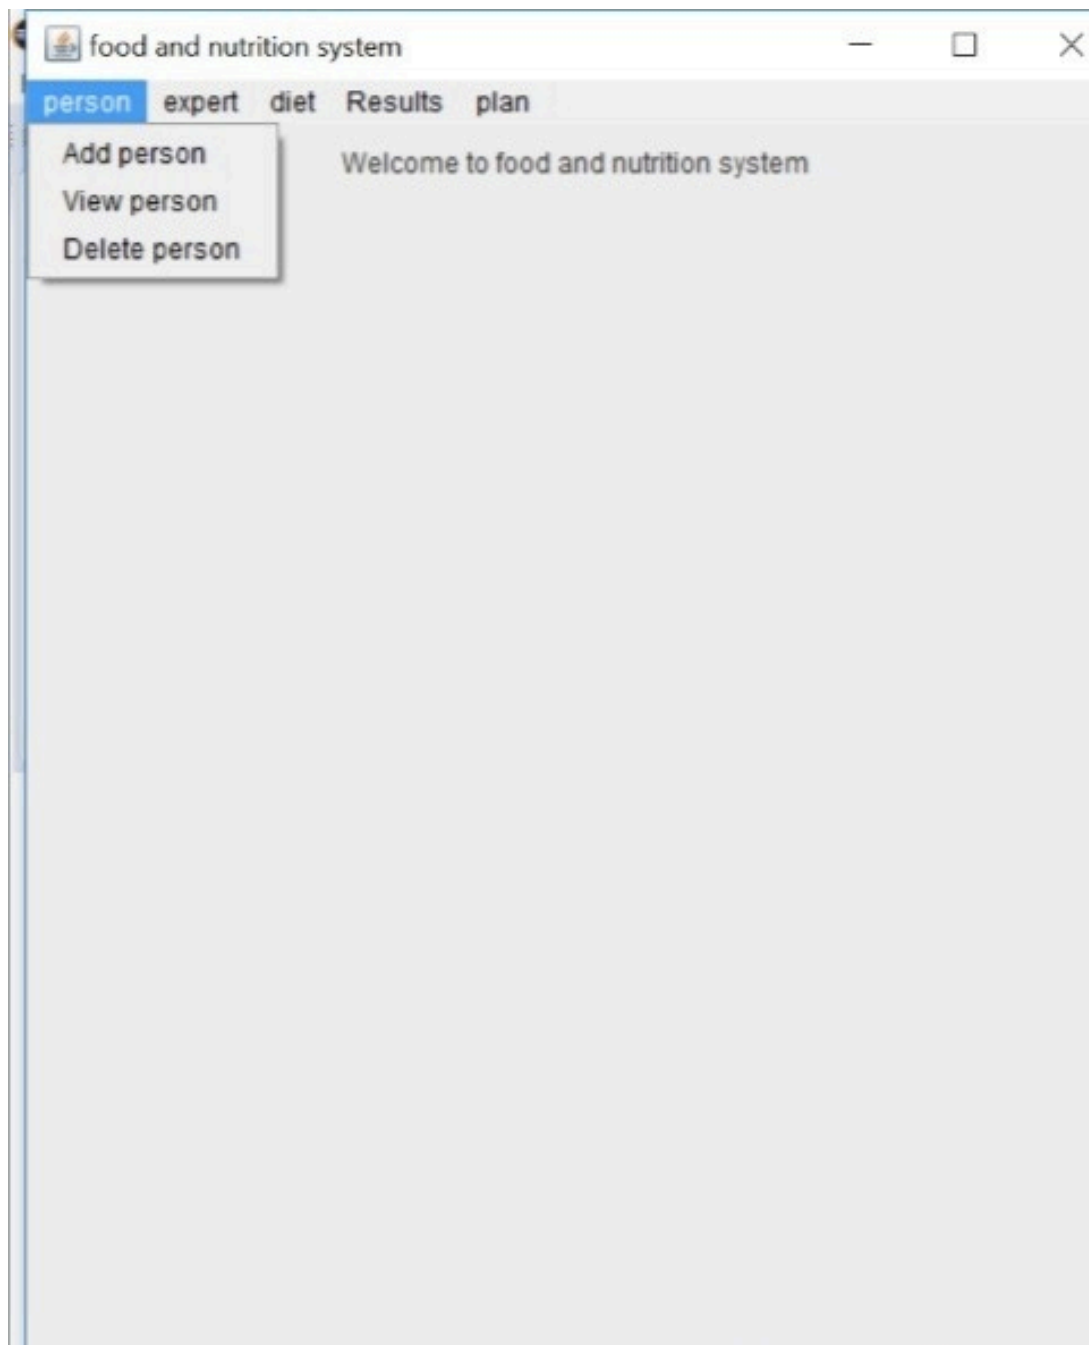 food and nutrition system
person expert diet Results plan
Add person
Welcome to food and nutrition system
View person
Delete person